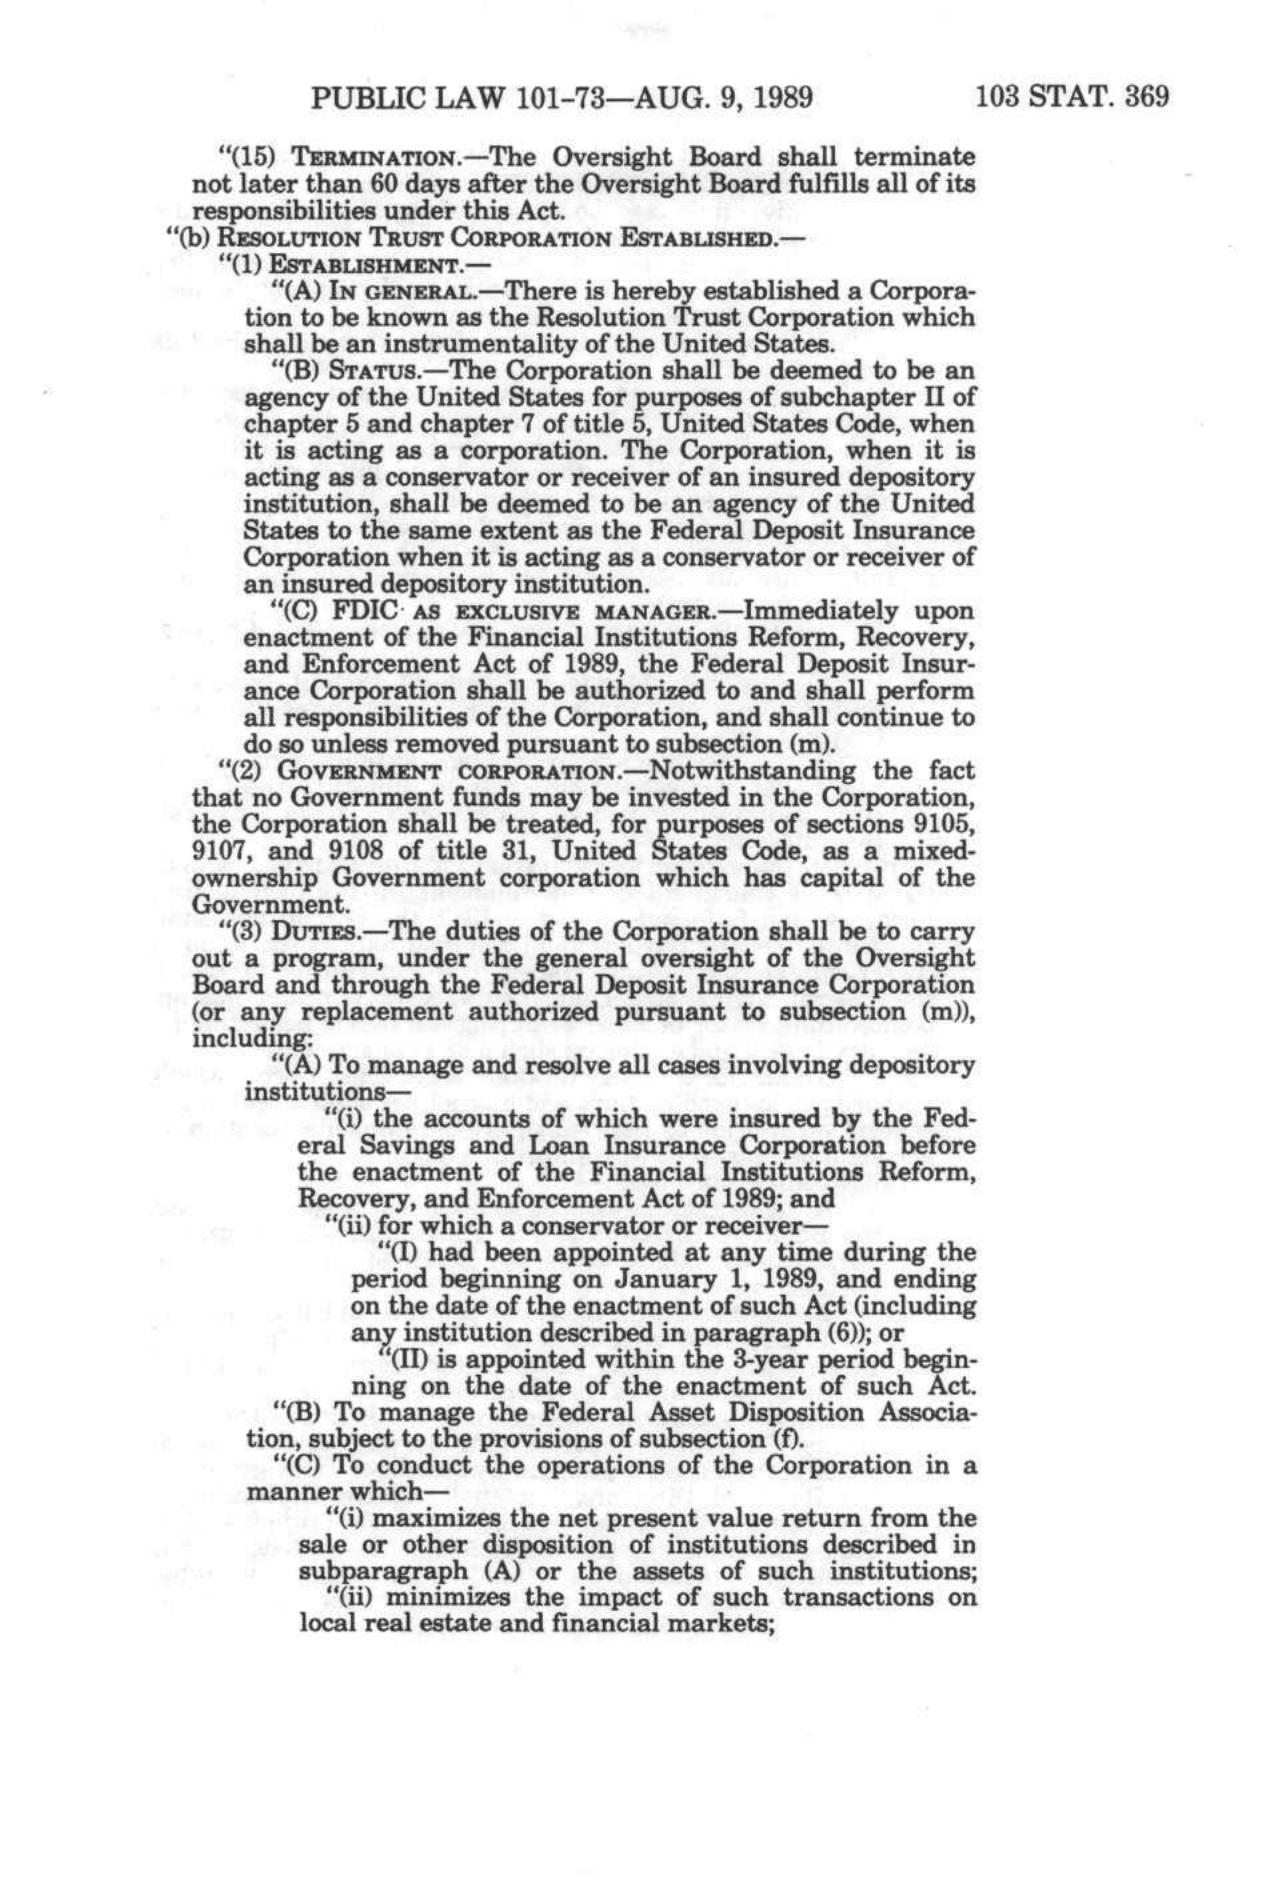 PUBLIC LAW 101-73—AUG. 9, 1989 103 STAT. 369
"(15) TERMINATION.—The Oversight Board shall terminate
not later than 60 days after the Oversight Board fulfills all of its
responsibilities under this Act.
"(b) RESOLUTION TRUST CORPORATION ESTABLISHED.—
"(1) ESTABLISHMENT.—
"(A) IN GENERAL.—There is hereby established a Corpora-
tion to be known as the Resolution Trust Corporation which
shall be an instrumentality of the United States.
"(B) STATUS.—The Corporation shall be deemed to be an
agency of the United States for purposes of subchapter II of
chapter 5 and chapter 7 of title 5, United States Code, when
it is acting as a corporation. The Corporation, when it is
acting as a conservator or receiver of an insured depository
institution, shall be deemed to be an agency of the United
States to the same extent as the Federal Deposit Insurance
Corporation when it is acting as a conservator or receiver of
an insured depository institution.
"(C) FDIC AS EXCLUSIVE MANAGER.—Immediately upon
enactment of the Financial Institutions Reform, Recovery,
and Enforcement Act of 1989, the Federal Deposit Insur-
ance Corporation shall be authorized to and shall perform
all responsibilities of the Corporation, and shall continue to
do so unless removed pursuant to subsection (m).
"(2) GOVERNMENT CORPORATION.—Notwithstanding the fact
that no Government funds may be invested in the Corporation,
the Corporation shall be treated, for purposes of sections 9105,
9107, and 9108 of title 31, United States Code, as a mixed-
ownership Government corporation which has capital of the
Government.
"(3) DUTIES.—The duties of the Corporation shall be to carry
out a program, under the general oversight of the Oversight
Board and through the Federal Deposit Insurance Corporation
(or any replacement authorized pursuant to subsection (m)),
including:
"(A) To manage and resolve all cases involving depository
institutions—
"(i) the accounts of which were insured by the Fed-
eral Savings and Loan Insurance Corporation before
the enactment of the Financial Institutions Reform,
Recovery, and Enforcement Act of 1989; and
"(ii) for which a conservator or receiver—
"(I) had been appointed at any time during the
period beginning on January 1, 1989, and ending
on the date of the enactment of such Act (including
any institution described in paragraph (6)); or
"(II) is appointed within the 3-year period begin-
ning on the date of the enactment of such Act.
"(B) To manage the Federal Asset Disposition Associa-
tion, subject to the provisions of subsection (f).
"(C) To conduct the operations of the Corporation in a
manner which—
"(i) maximizes the net present value return from the
sale or other disposition of institutions described in
subparagraph (A) or the assets of such institutions;
"(ii) minimizes the impact of such transactions on
local real estate and financial markets;